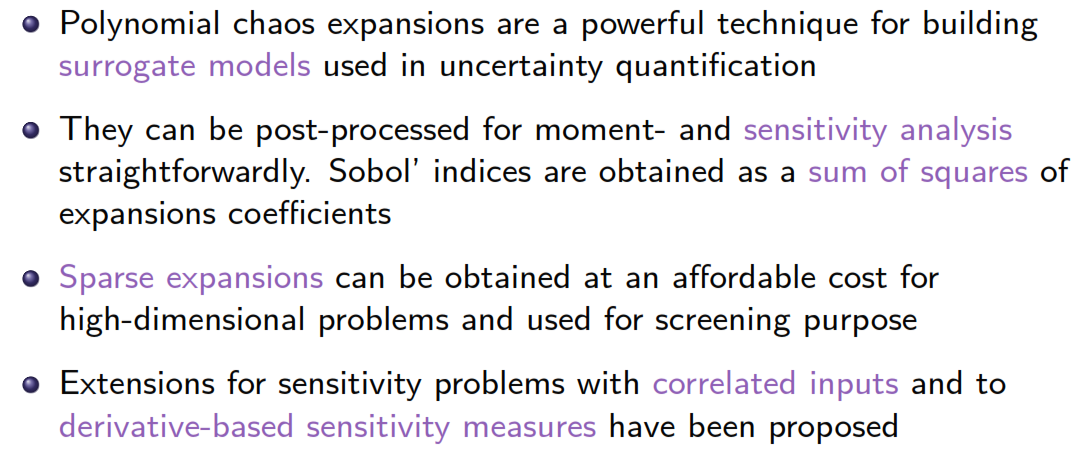 Polynomial chaos expansions are a powerful technique for building
surrogate models used in uncertainty quantification
They can be post-processed for moment- and sensitivity analysis
straightforwardly. Sobol’ indices are obtained as a sum of squares of
expansions coefficients
Sparse expansions can be obtained at an affordable cost for
high-dimensional problems and used for screening purpose
Extensions for sensitivity problems with correlated inputs and to
derivative-based sensitivity measures have been proposed